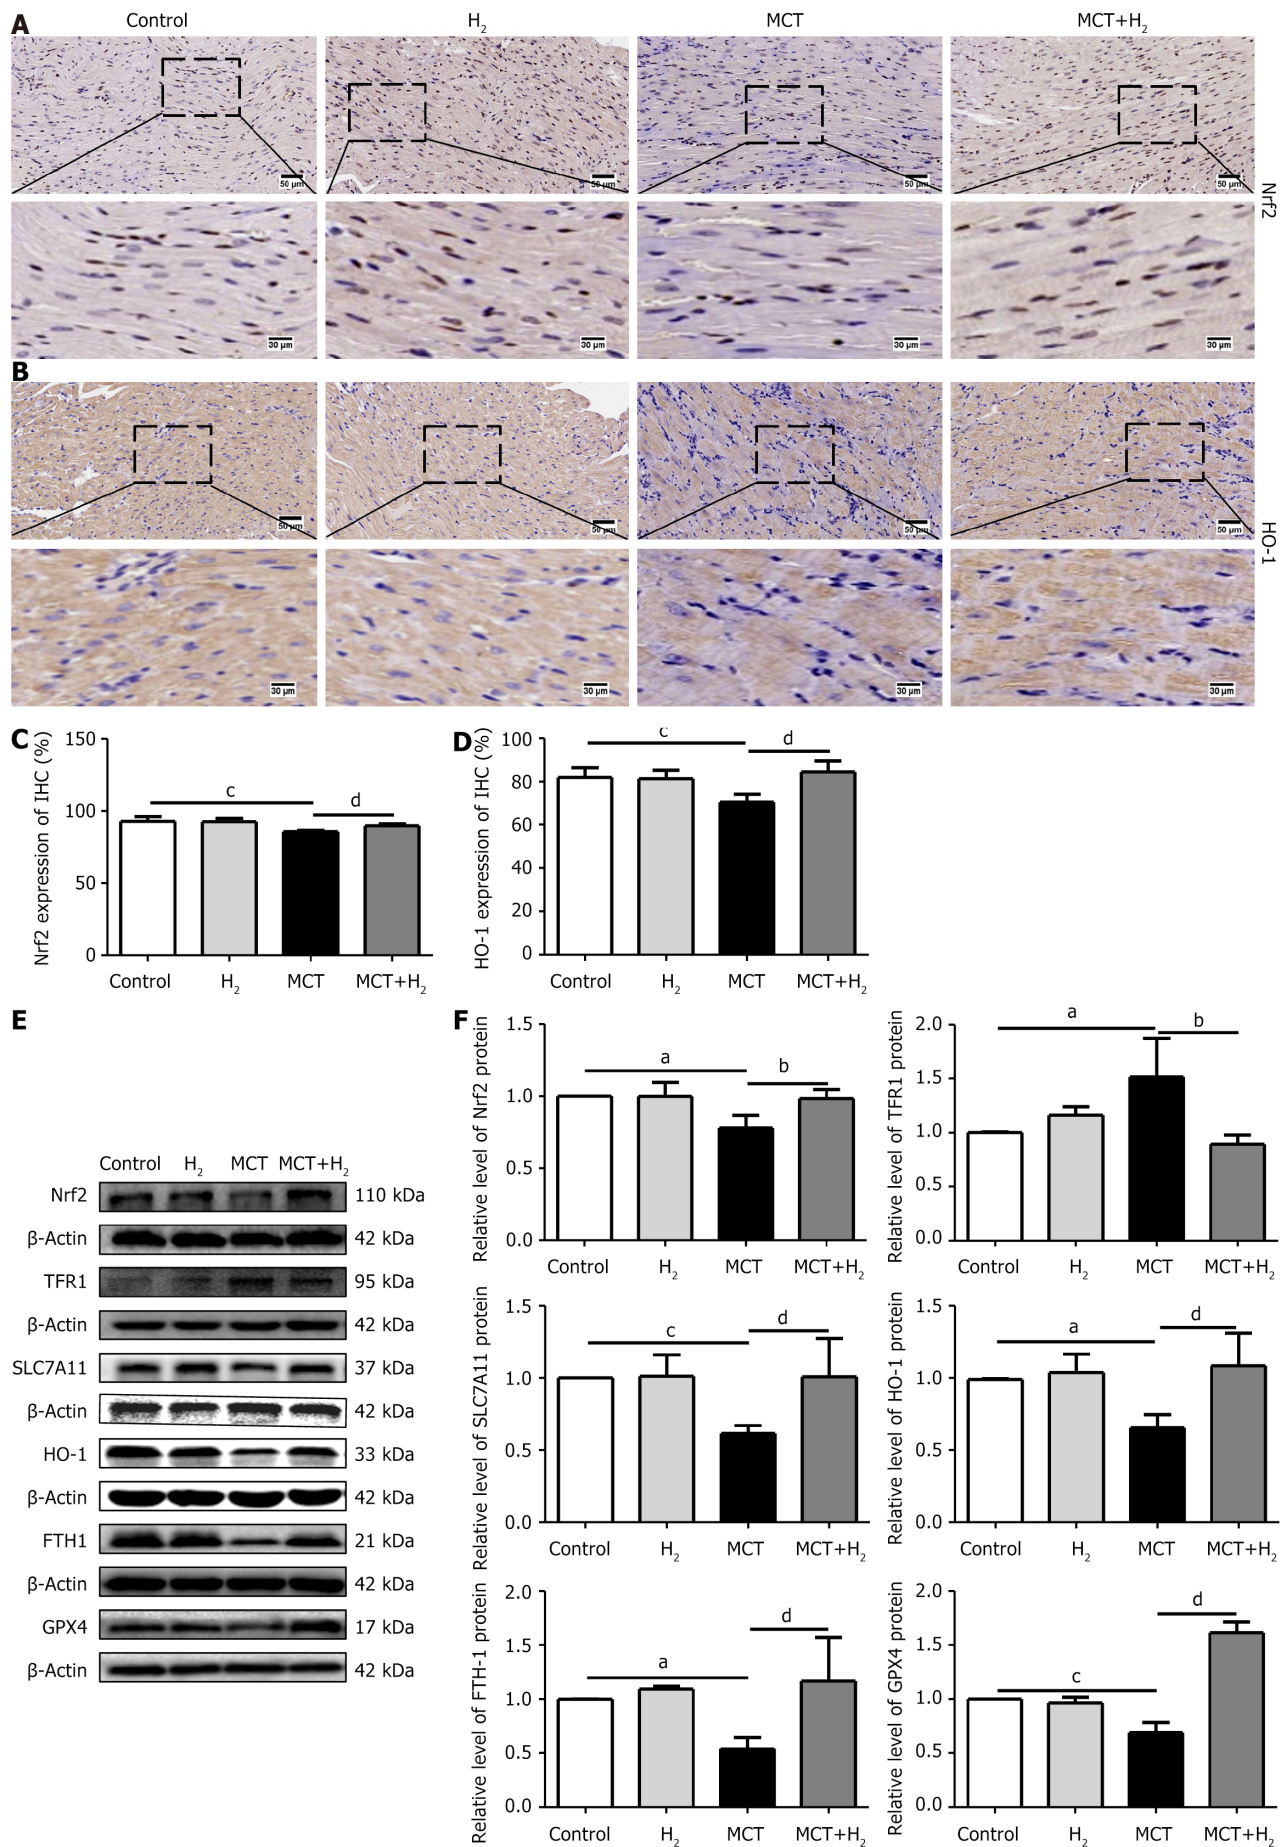 A
Control
H2
MCT
MCT+H2
50 µm
50 µm
50 µm
50 µm
Nrf2
30 µm
30 µm
30 µm
30 µm
B
50 µm
50 µm
50 µm
50 µm
HO-1
30 µm
30 µm
30 µm
30 µm
C
Nrf2 expression of IHC (%)
150
100
50
0
c
d
Control
H2
MCT
MCT+H2
D
HO-1 expression of IHC (%)
100
80
60
40
20
0
c
d
Control
H2
MCT
MCT+H2
E
Control
H2
MCT
MCT+H2
Nrf2
110 kDa
β-Actin
42 kDa
TFR1
95 kDa
β-Actin
42 kDa
SLC7A11
37 kDa
β-Actin
42 kDa
HO-1
33 kDa
β-Actin
42 kDa
FTH1
21 kDa
β-Actin
42 kDa
GPX4
17 kDa
β-Actin
42 kDa
F
Relative level of Nrf2 protein
1.5
1.0
0.5
0.0
a
b
Control
H2
MCT
MCT+H2
Relative level of TFR1 protein
2.0
1.5
1.0
0.5
0.0
a
b
Control
H2
MCT
MCT+H2
Relative level of SLC7A11 protein
1.5
1.0
0.5
0.0
c
d
Control
H2
MCT
MCT+H2
Relative level of HO-1 protein
1.5
1.0
0.5
0.0
a
d
Control
H2
MCT
MCT+H2
Relative level of FTH-1 protein
2.0
1.5
1.0
0.5
0.0
a
d
Control
H2
MCT
MCT+H2
Relative level of GPX4 protein
2.0
1.5
1.0
0.5
0.0
c
d
Control
H2
MCT
MCT+H2